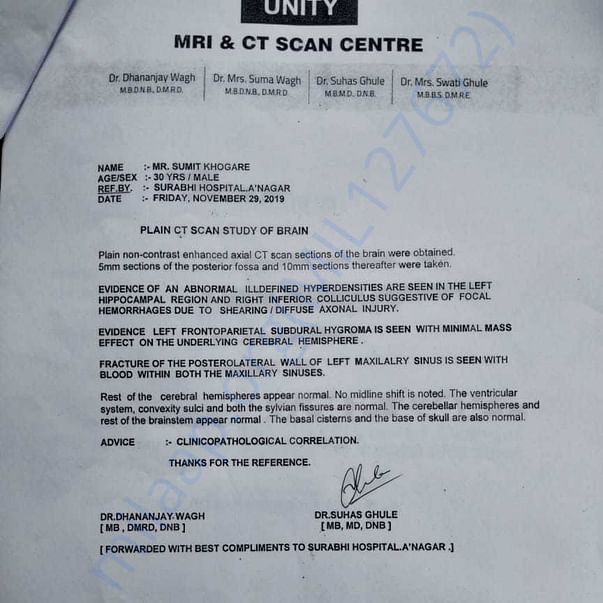 UNITY
MRI & CT SCAN CENTRE
Dr. Dhananjay Wagh
M.B.D.N.B., D.M.R.D.
Dr. Mrs. Suma Wagh
M.B.D.N.B., D.M.R.D.
Dr. Suhas Ghule
M.B.M.D. D.N.B.
Dr. Mrs. Swati Ghule
M.B.B.S. D.M.R.E.
NAME :- MR. SUMIT KHOGARE
AGE/SEX :- 30 YRS / MALE
REF.BY. :- SURABHI HOSPITAL.A'NAGAR
DATE :- FRIDAY, NOVEMBER 29, 2019
PLAIN CT SCAN STUDY OF BRAIN
Plain non-contrast enhanced axial CT scan sections of the brain were obtained.
5mm sections of the posterior fossa and 10mm sections thereafter were taken.
EVIDENCE OF AN ABNORMAL ILLDEFINED HYPERDENSITIES ARE SEEN IN THE LEFT
HIPPOCAMPAL REGION AND RIGHT INFERIOR COLLICULUS SUGGESTIVE OF FOCAL
HEMORRHAGES DUE TO SHEARING / DIFFUSE AXONAL INJURY.
EVIDENCE LEFT FRONTOPARIETAL SUBDURAL HYGROMA IS SEEN WITH MINIMAL MASS
EFFECT ON THE UNDERLYING CEREBRAL HEMISPHERE .
FRACTURE OF THE POSTEROLATERAL WALL OF LEFT MAXILALRY SINUS IS SEEN WITH
BLOOD WITHIN BOTH THE MAXILLARY SINUSES.
Rest of the cerebral hemispheres appear normal. No midline shift is noted. The ventricular
system, convexity sulci and both the sylvian fissures are normal. The cerebellar hemispheres and
rest of the brainstem appear normal . The basal cisterns and the base of skull are also normal.
ADVICE :- CLINICOPATHOLOGICAL CORRELATION.
THANKS FOR THE REFERENCE.
DR.DHANANJAY WAGH
[ MB , DMRD, DNB ]
DR.SUHAS GHULE
[ MB, MD, DNB ]
[ FORWARDED WITH BEST COMPLIMENTS TO SURABHI HOSPITAL.A'NAGAR .]